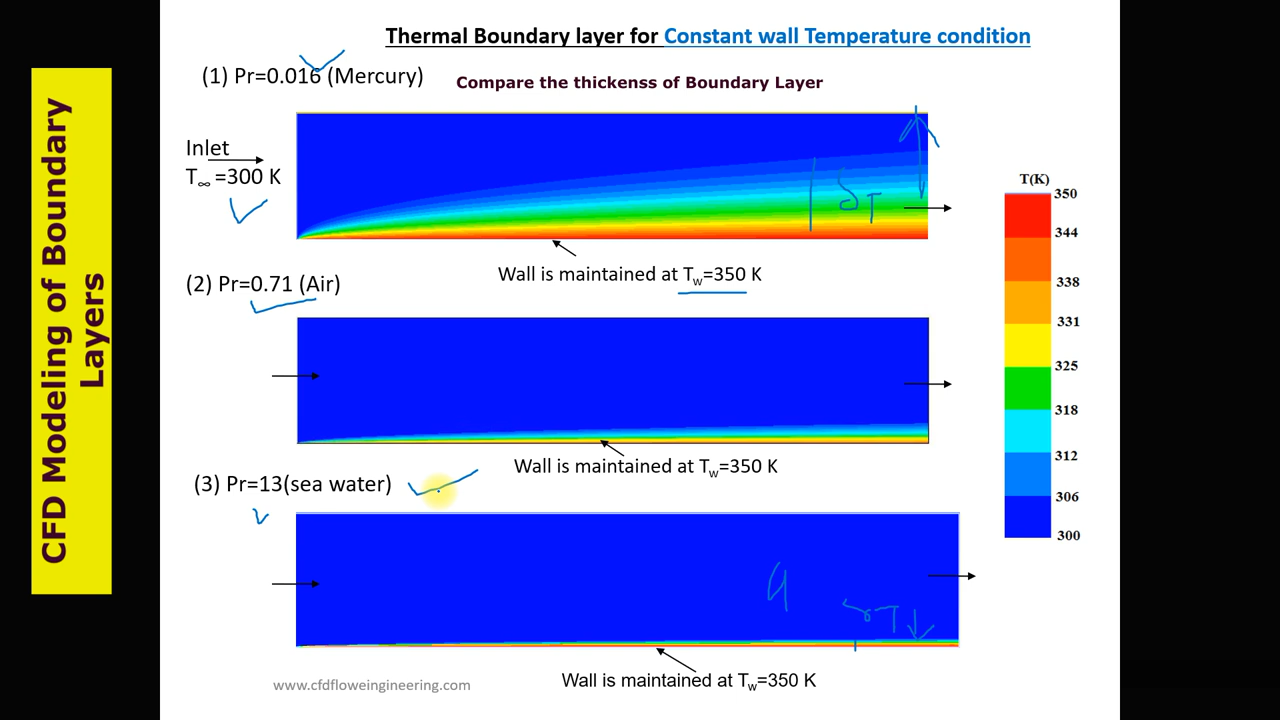 CFD Modeling of Boundary
Layers
Thermal Boundary layer for Constant wall Temperature condition
(1) Pr=0.016 (Mercury)
Compare the thickenss of Boundary Layer
Inlet
T∞ =300 K
δT
Wall is maintained at Tw=350 K
(2) Pr=0.71 (Air)
Wall is maintained at Tw=350 K
(3) Pr=13(sea water)
Wall is maintained at Tw=350 K
T(K)
350
344
338
331
325
318
312
306
300
www.cfdfloweingineering.com